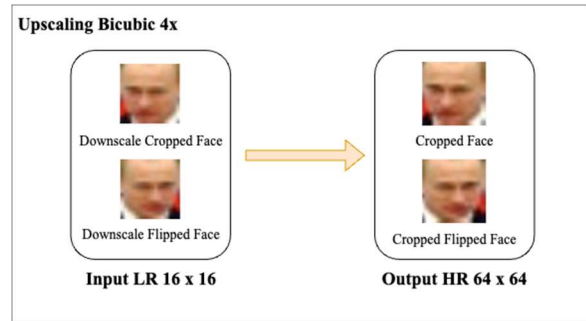 Upscaling Bicubic 4x
Downscale Cropped Face
Downscale Flipped Face
Input LR 16 x 16
Cropped Face
Cropped Flipped Face
Output HR 64 x 64